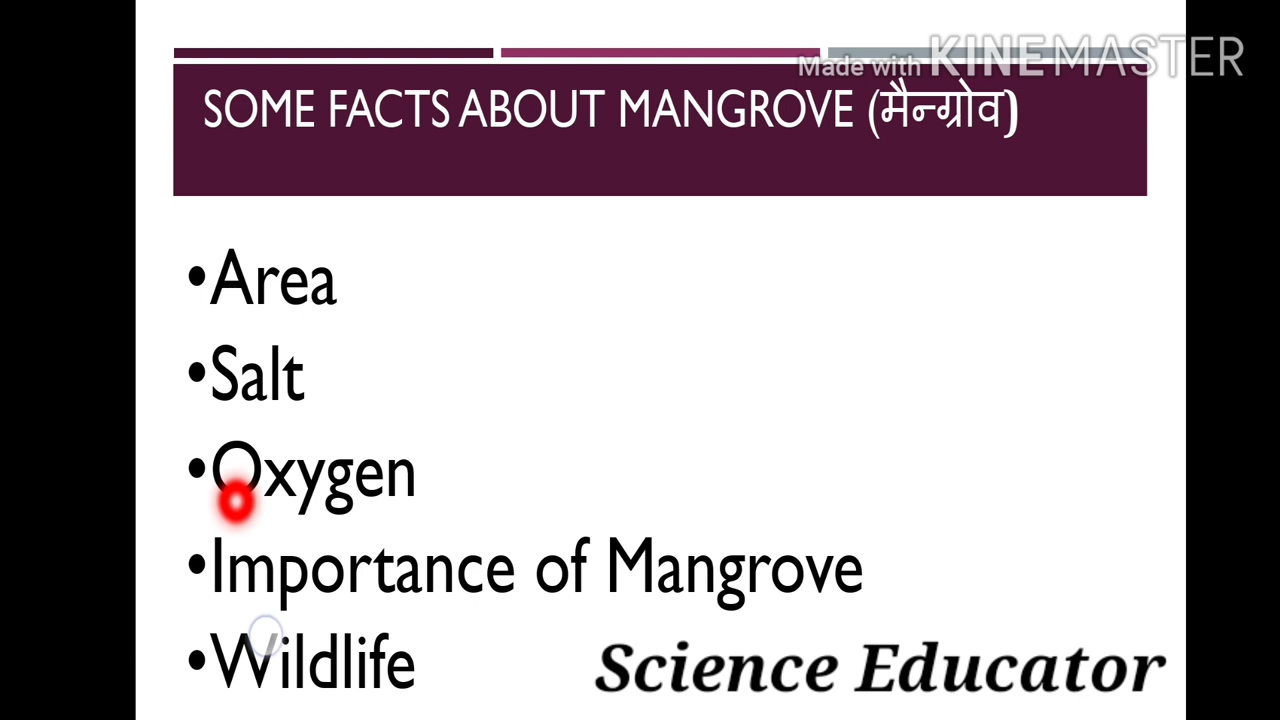 Made with KINEMASTER
SOME FACTS ABOUT MANGROVE (मैन्ग्रोव)
•Area
•Salt
•Oxygen
•Importance of Mangrove
•Wildlife
Science Educator